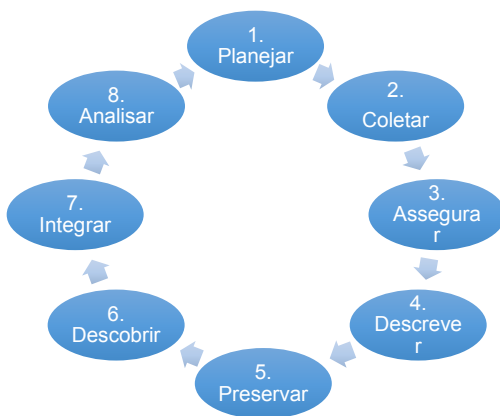 1.
Planejar
2.
Coletar
3.
Assegura
r
4.
Descreve
r
5.
Preservar
6.
Descobrir
7.
Integrar
8.
Analisar